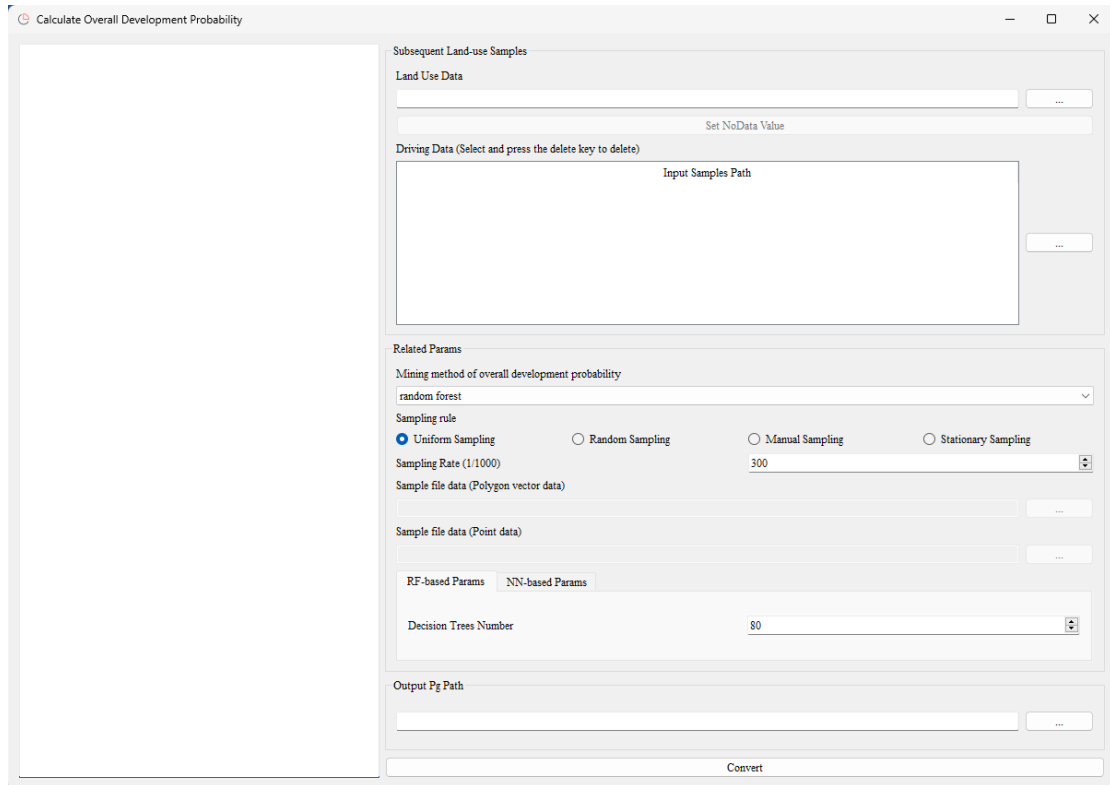 Calculate Overall Development Probability
Subsequent Land-use Samples
Land Use Data
...
Set NoData Value
Driving Data (Select and press the delete key to delete)
Input Samples Path
...
Related Params
Mining method of overall development probability
random forest
Sampling rule
Uniform Sampling Random Sampling Manual Sampling Stationary Sampling
Sampling Rate (1/1000) 300
Sample file data (Polygon vector data)
...
Sample file data (Point data)
...
RF-based Params NN-based Params
Decision Trees Number 80
Output Pg Path
...
Convert